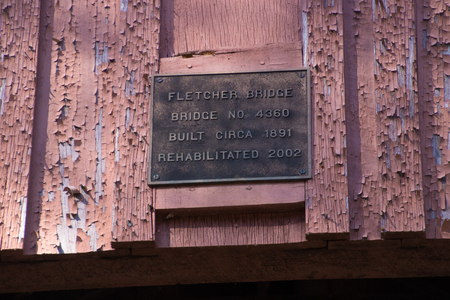 FLETCHER BRIDGE
BRIDGE NO. 4360
BUILT CIRCA 1891
REHABILITATED 2002